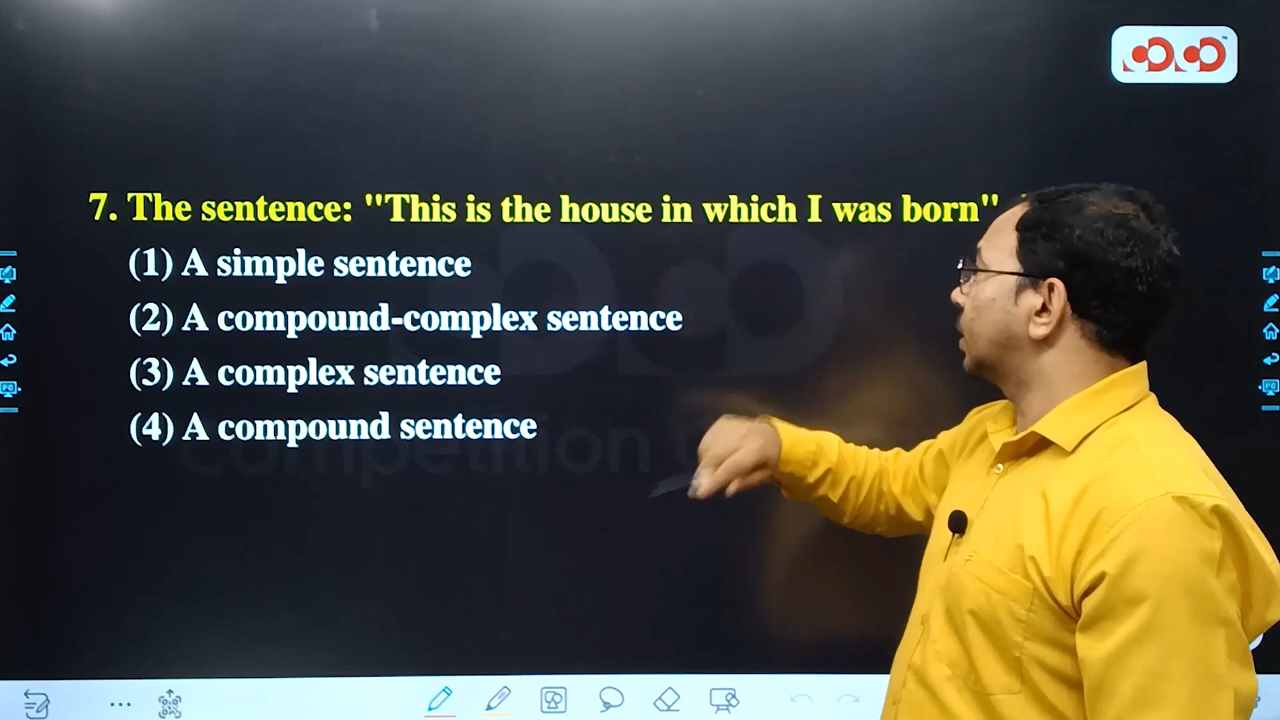 7. The sentence: "This is the house in which I was born"
(1) A simple sentence
(2) A compound-complex sentence
(3) A complex sentence
(4) A compound sentence
Competition